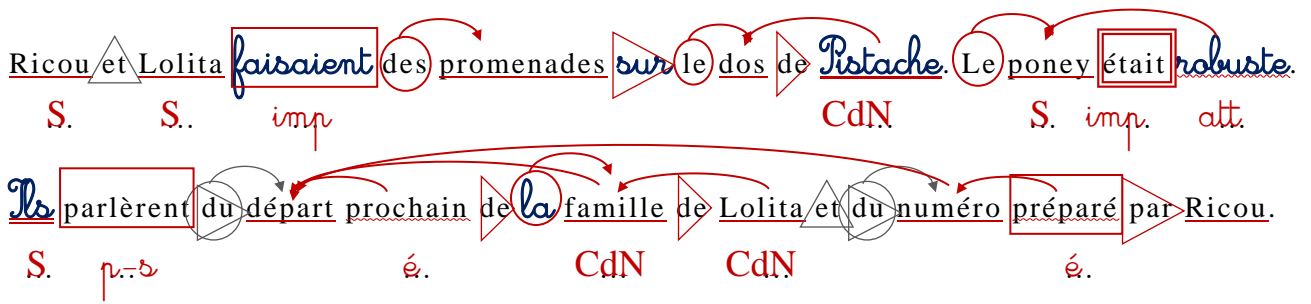 Ricou et Lolita faisaient des promenades sur le dos de Pistache. Le poney était robuste.
S. S. imp CdN S. imp. att.
Ils parlèrent du départ prochain de la famille de Lolita et du numéro préparé par Ricou.
S. p-s é.. CdN CdN é..